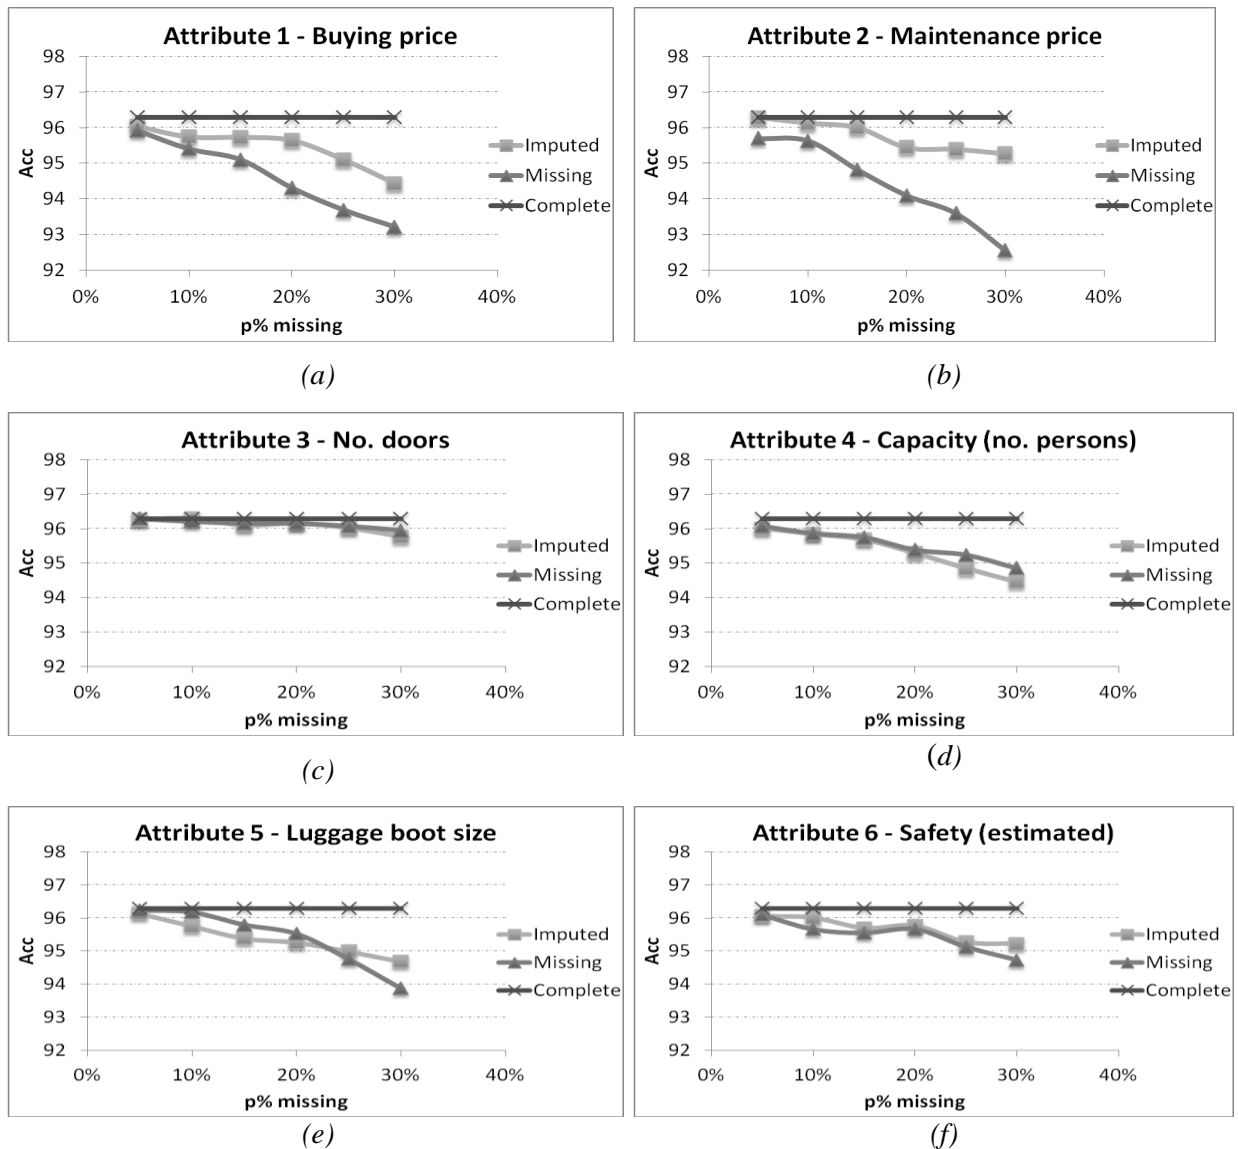 Attribute 1 - Buying price
98
97
96
95
94
93
92
Acc
0% 10% 20% 30% 40%
p% missing
Imputed
Missing
Complete
(a)
Attribute 2 - Maintenance price
98
97
96
95
94
93
92
Acc
0% 10% 20% 30% 40%
p% missing
Imputed
Missing
Complete
(b)
Attribute 3 - No. doors
98
97
96
95
94
93
92
Acc
0% 10% 20% 30% 40%
p% missing
Imputed
Missing
Complete
(c)
Attribute 4 - Capacity (no. persons)
98
97
96
95
94
93
92
Acc
0% 10% 20% 30% 40%
p% missing
Imputed
Missing
Complete
(d)
Attribute 5 - Luggage boot size
98
97
96
95
94
93
92
Acc
0% 10% 20% 30% 40%
p% missing
Imputed
Missing
Complete
(e)
Attribute 6 - Safety (estimated)
98
97
96
95
94
93
92
Acc
0% 10% 20% 30% 40%
p% missing
Imputed
Missing
Complete
(f)